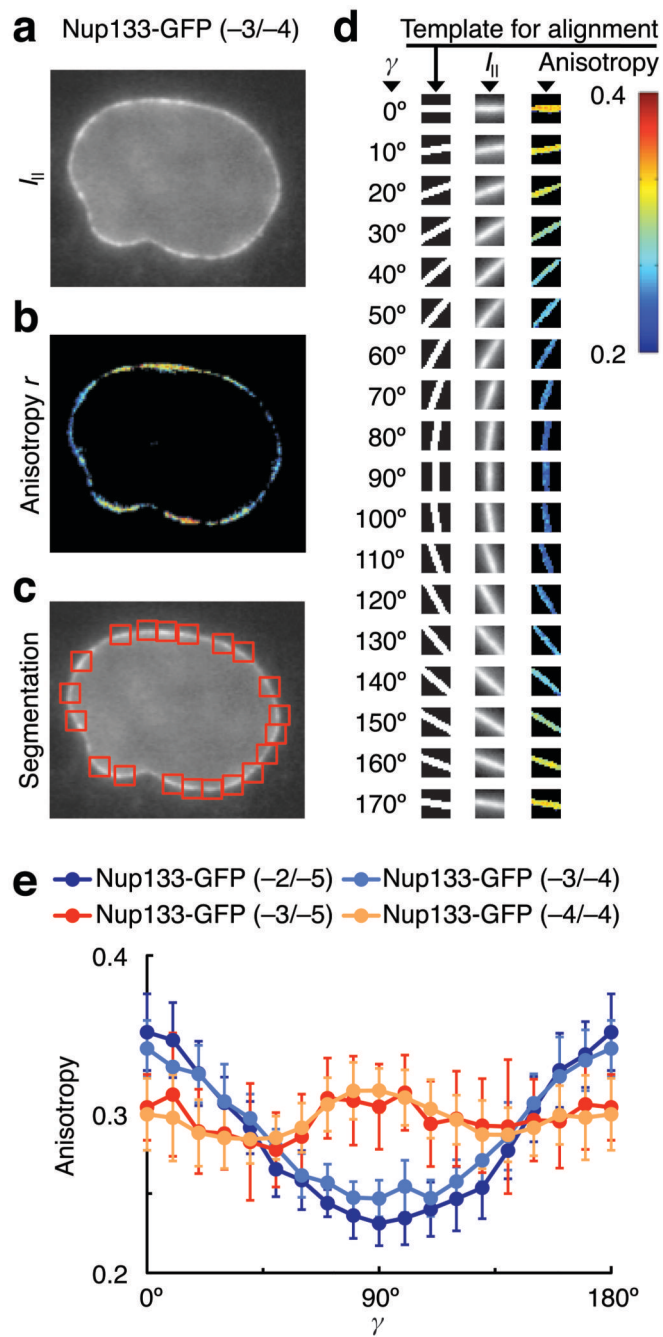 a Nup133-GFP (–3/–4)
I||
b
Anisotropy r
c
Segmentation
d Template for alignment
γ I|| Anisotropy
0º
10º
20º
30º
40º
50º
60º
70º
80º
90º
100º
110º
120º
130º
140º
150º
160º
170º
0.4
0.2
e Nup133-GFP (–2/–5) Nup133-GFP (–3/–4)
Nup133-GFP (–3/–5) Nup133-GFP (–4/–4)
Anisotropy
0.4
0.3
0.2
0º 90º 180º
γ